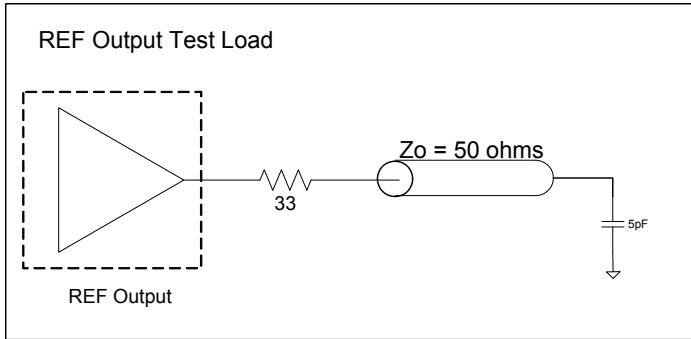 REF Output Test Load
Zo = 50 ohms
33
5pF
REF Output